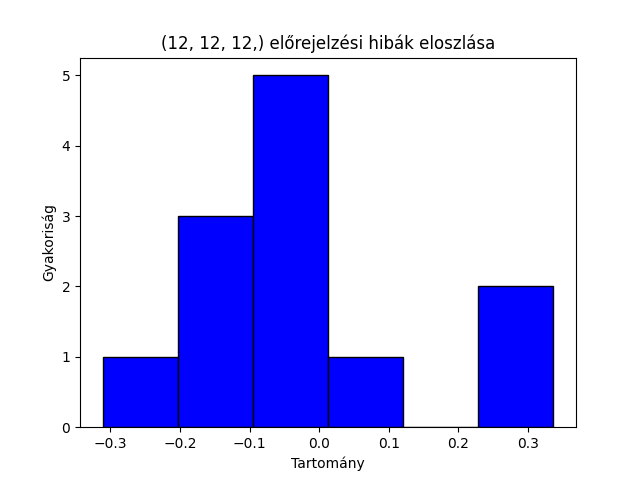 (12, 12, 12,) előrejelzési hibák eloszlása
5
4
3
2
1
0
Gyakoriság
−0.3 −0.2 −0.1 0.0 0.1 0.2 0.3
Tartomány